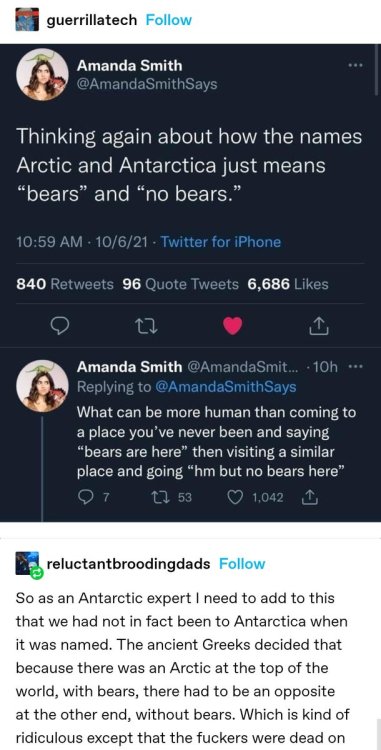 guerrillatech Follow
Amanda Smith
@AmandaSmithSays
Thinking again about how the names
Arctic and Antarctica just means
“bears” and “no bears.”
10:59 AM · 10/6/21 · Twitter for iPhone
840 Retweets 96 Quote Tweets 6,686 Likes
Amanda Smith @AmandaSmit... · 10h
Replying to @AmandaSmithSays
What can be more human than coming to
a place you’ve never been and saying
“bears are here” then visiting a similar
place and going “hm but no bears here”
7 53 1,042
reluctantbroodingdads Follow
So as an Antarctic expert I need to add to this
that we had not in fact been to Antarctica when
it was named. The ancient Greeks decided that
because there was an Arctic at the top of the
world, with bears, there had to be an opposite
at the other end, without bears. Which is kind of
ridiculous except that the fuckers were dead on